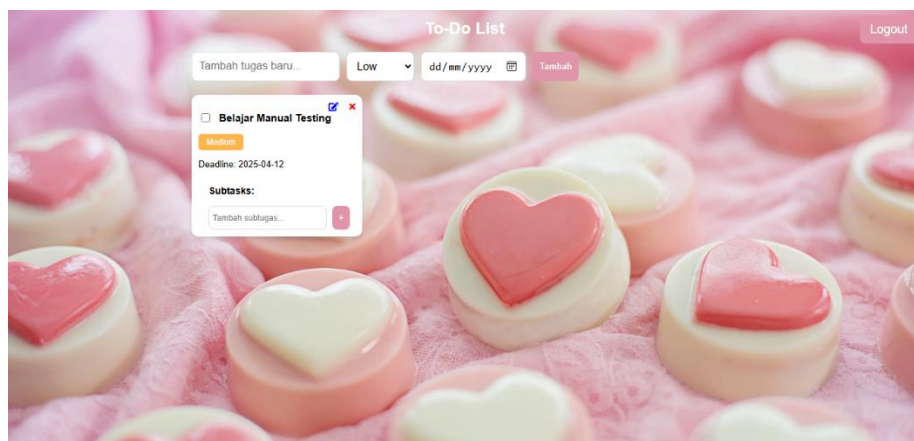 To-Do List
Logout
Tambah tugas baru...
Low
dd/mm/yyyy
Tambah
Belajar Manual Testing
Medium
Deadline: 2025-04-12
Subtasks:
Tambah subtugas...
+